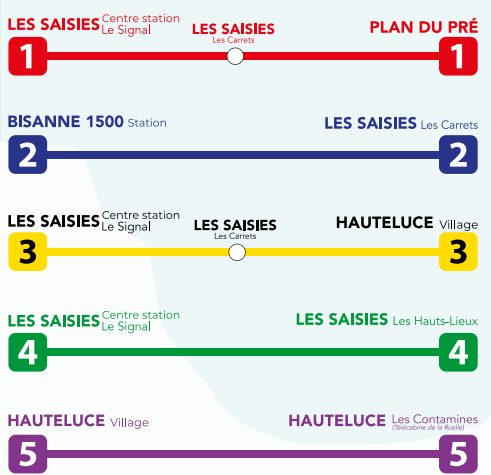 LES SAISIES Centre station
Le Signal
LES SAISIES
Les Carrets
PLAN DU PRÉ
1 1
BISANNE 1500 Station
LES SAISIES Les Carrets
2 2
LES SAISIES Centre station
Le Signal
LES SAISIES
Les Carrets
HAUTELUCE Village
3 3
LES SAISIES Centre station
Le Signal
LES SAISIES Les Hauts-Lieux
4 4
HAUTELUCE Village
HAUTELUCE Les Contamines
(Télécabine de la Ruelle)
5 5